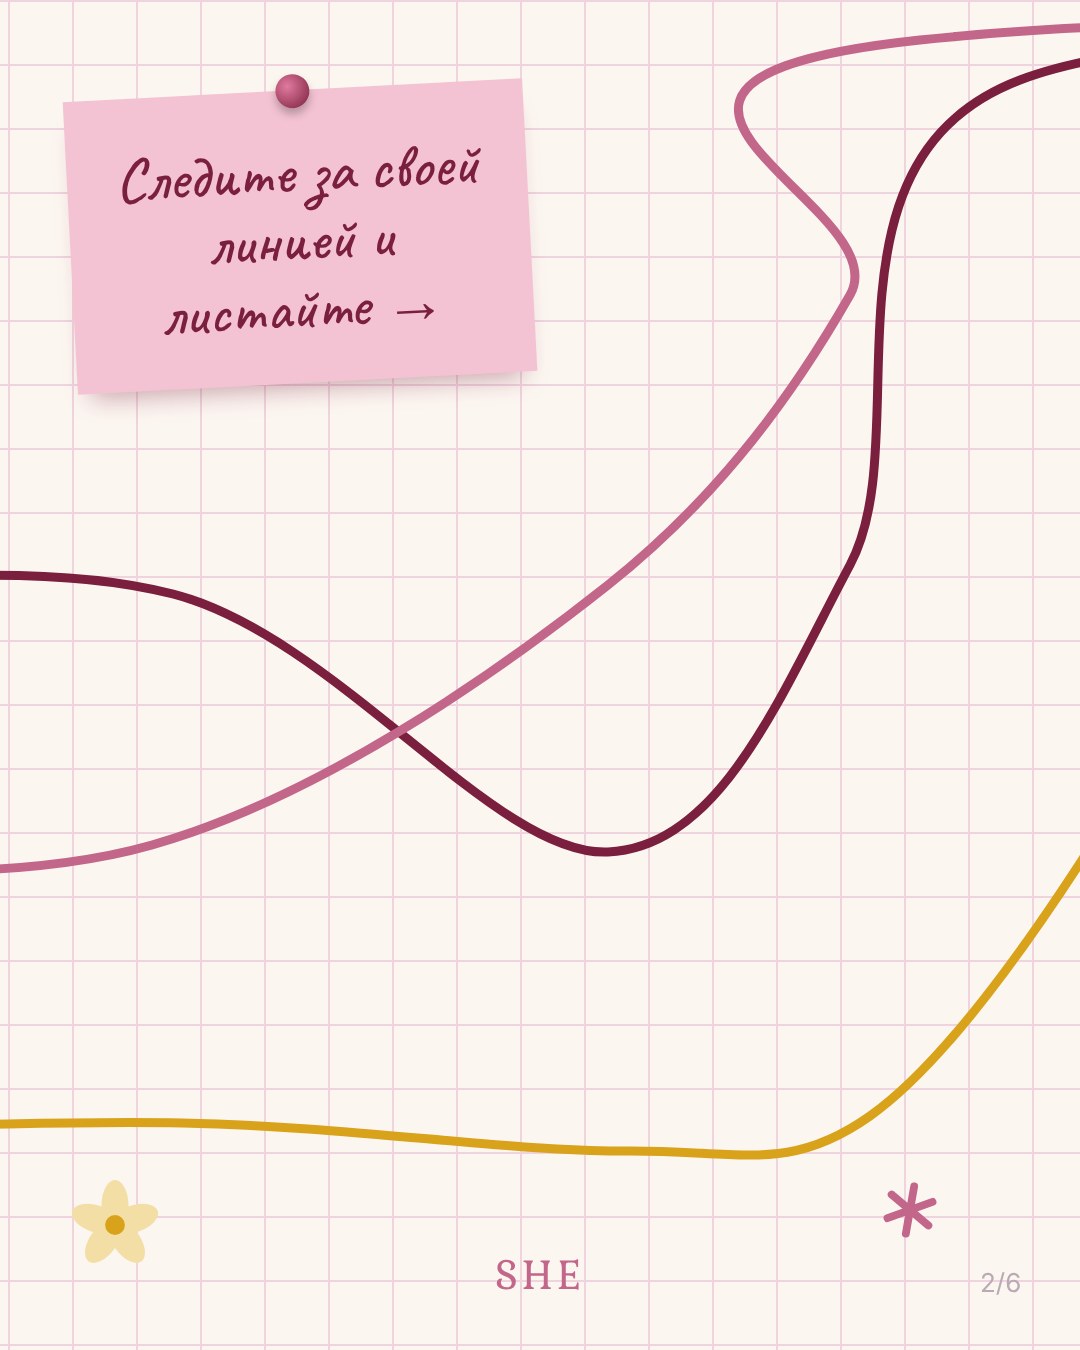 Следите за своей
линией и
листайте →
SHE
2/6